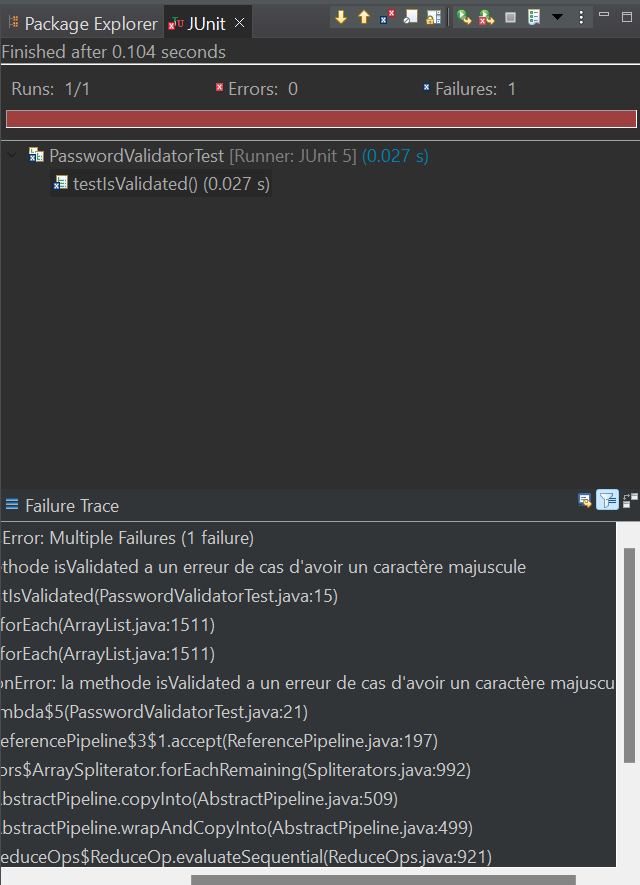 Package Explorer JUnit
Finished after 0.104 seconds
Runs: 1/1 Errors: 0 Failures: 1
PasswordValidatorTest [Runner: JUnit 5] (0.027 s)
testIsValidated() (0.027 s)
Failure Trace
Error: Multiple Failures (1 failure)
thode isValidated a un erreur de cas d'avoir un caractère majuscule
tIsValidated(PasswordValidatorTest.java:15)
forEach(ArrayList.java:1511)
forEach(ArrayList.java:1511)
onError: la methode isValidated a un erreur de cas d'avoir un caractère majuscu
mbda$5(PasswordValidatorTest.java:21)
eferencePipeline$3$1.accept(ReferencePipeline.java:197)
ors$ArraySpliterator.forEachRemaining(Spliterators.java:992)
bstractPipeline.copyInto(AbstractPipeline.java:509)
bstractPipeline.wrapAndCopyInto(AbstractPipeline.java:499)
educeOps$ReduceOp.evaluateSequential(ReduceOps.java:921)